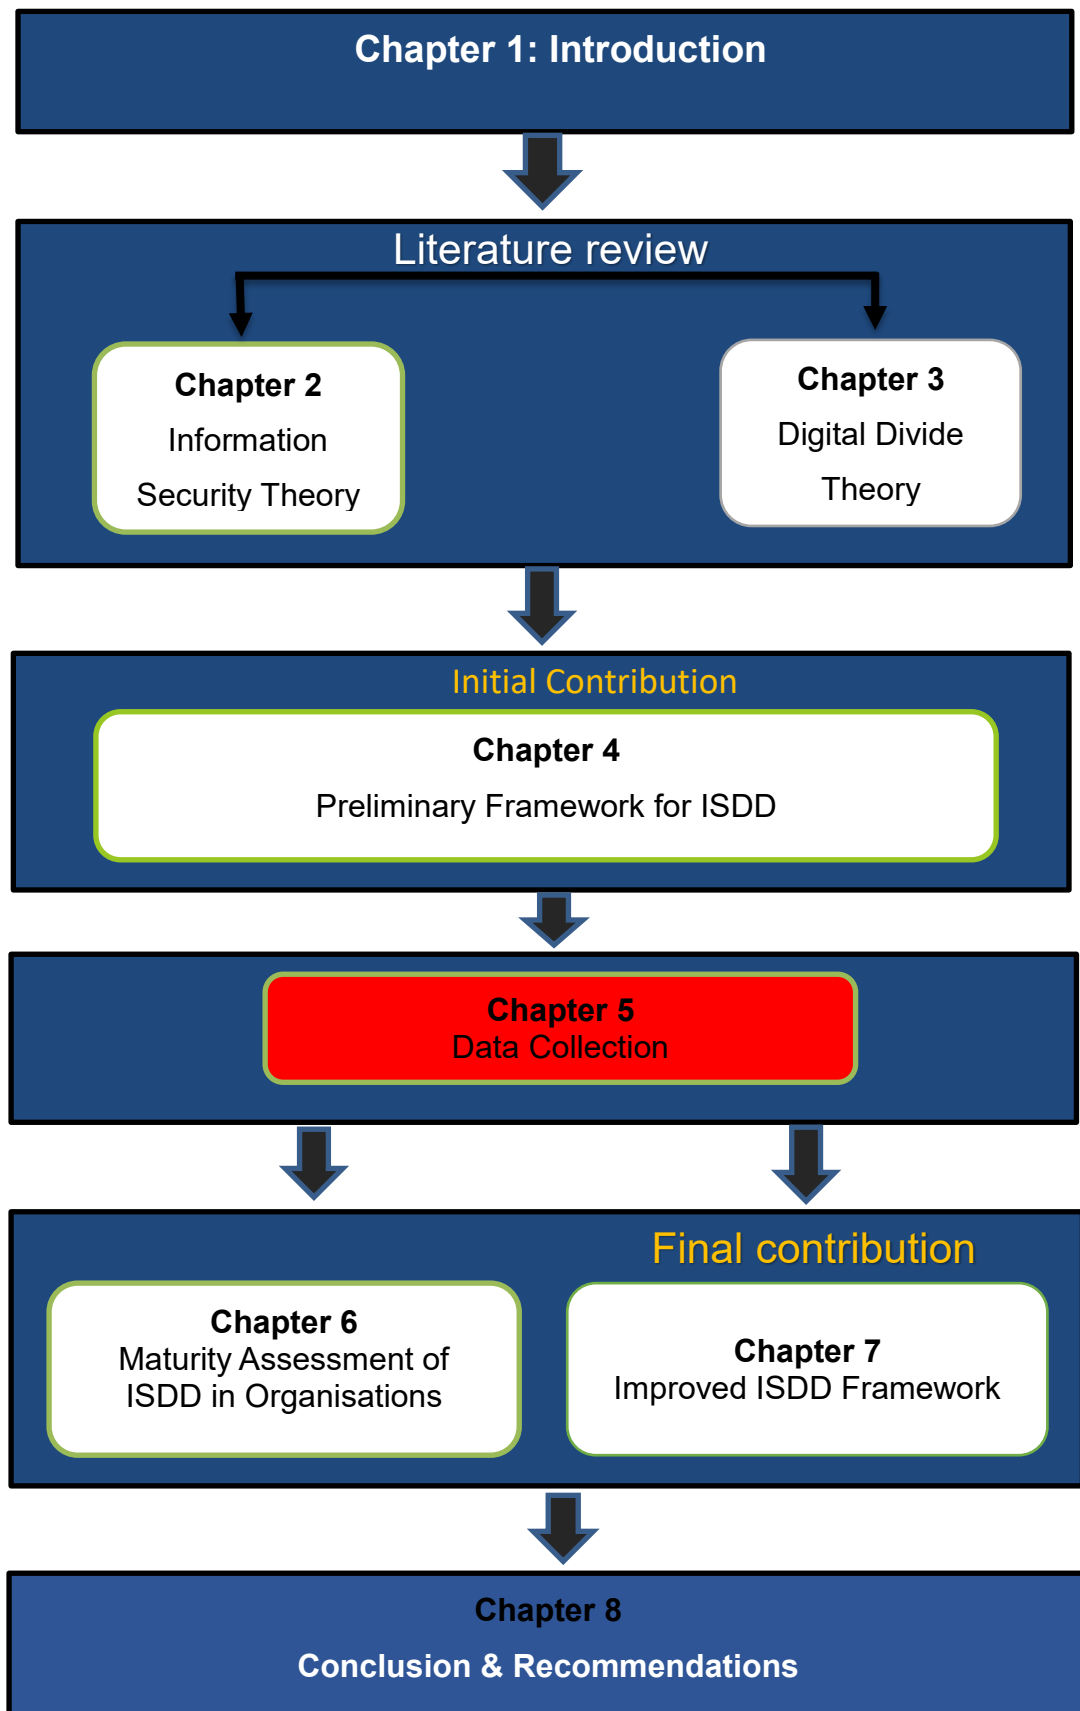 Chapter 1: Introduction
Literature review
Chapter 2
Information
Security Theory
Chapter 3
Digital Divide
Theory
Initial Contribution
Chapter 4
Preliminary Framework for ISDD
Chapter 5
Data Collection
Final contribution
Chapter 6
Maturity Assessment of
ISDD in Organisations
Chapter 7
Improved ISDD Framework
Chapter 8
Conclusion & Recommendations